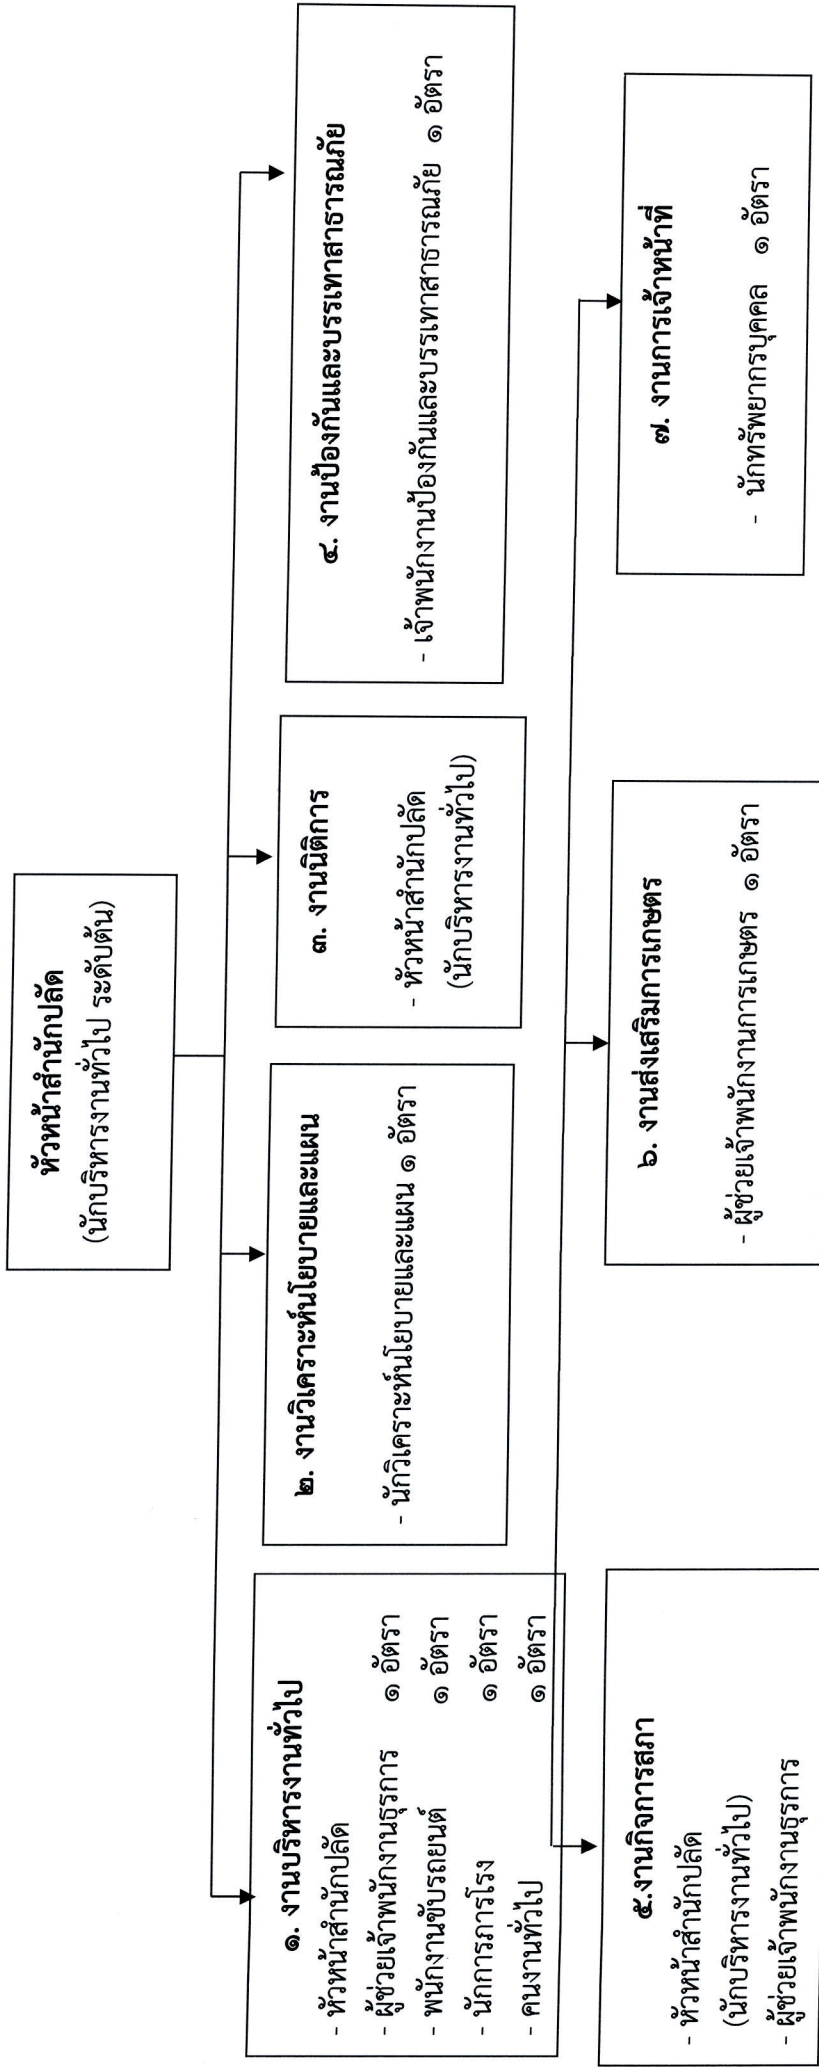 หัวหน้าสำนักปลัด
(นักบริหารงานทั่วไป ระดับต้น)
๑. งานบริหารงานทั่วไป
- หัวหน้าสำนักปลัด
- ผู้ช่วยเจ้าพนักงานธุรการ ๑ อัตรา
- พนักงานขับรถยนต์ ๑ อัตรา
- นักการภารโรง ๑ อัตรา
- คนงานทั่วไป ๑ อัตรา
๒. งานวิเคราะห์นโยบายและแผน
- นักวิเคราะห์นโยบายและแผน ๑ อัตรา
๓. งานนิติการ
- หัวหน้าสำนักปลัด
(นักบริหารงานทั่วไป)
๔. งานป้องกันและบรรเทาสาธารณภัย
- เจ้าพนักงานป้องกันและบรรเทาสาธารณภัย ๑ อัตรา
๕.งานกิจการสภา
- หัวหน้าสำนักปลัด
(นักบริหารงานทั่วไป)
- ผู้ช่วยเจ้าพนักงานธุรการ
๖. งานส่งเสริมการเกษตร
- ผู้ช่วยเจ้าพนักงานการเกษตร ๑ อัตรา
๗. งานการเจ้าหน้าที่
- นักทรัพยากรบุคคล ๑ อัตรา